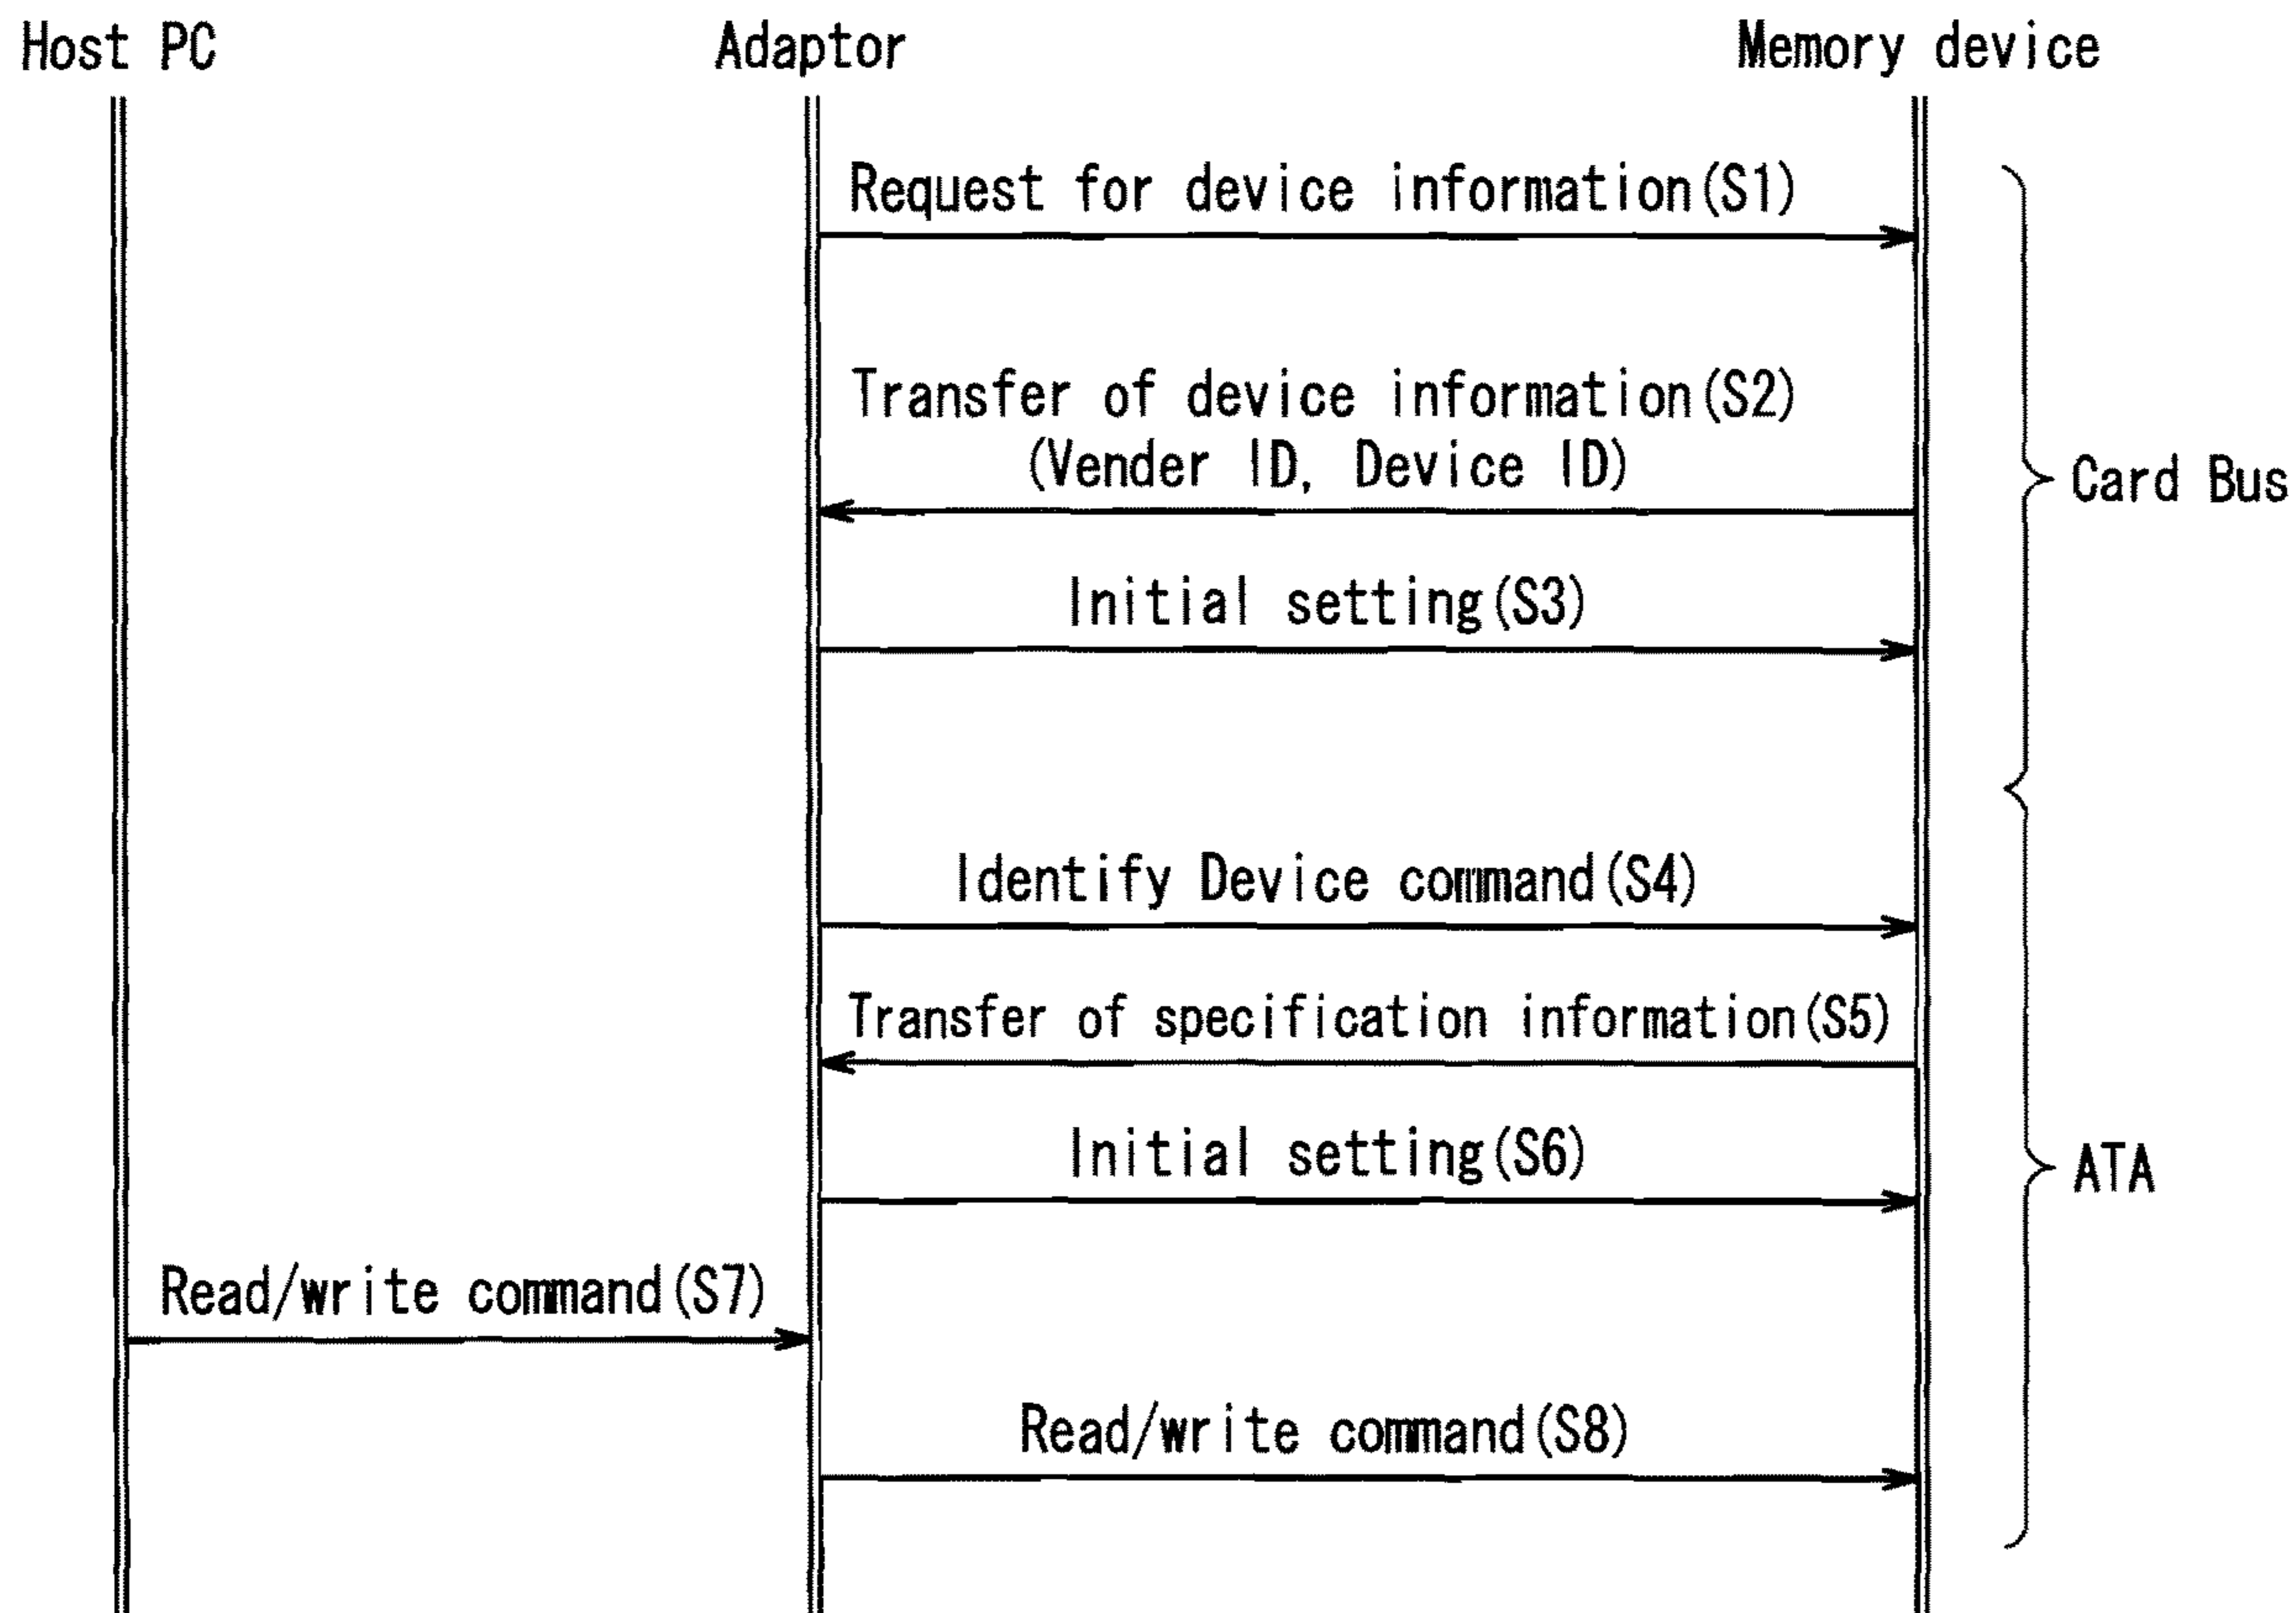 Host PC
Adaptor
Memory device
Request for device information(S1)
Transfer of device information(S2)
(Vender ID, Device ID)
Card Bus
Initial setting(S3)
Identify Device command(S4)
Transfer of specification information(S5)
Initial setting(S6)
ATA
Read/write command(S7)
Read/write command(S8)